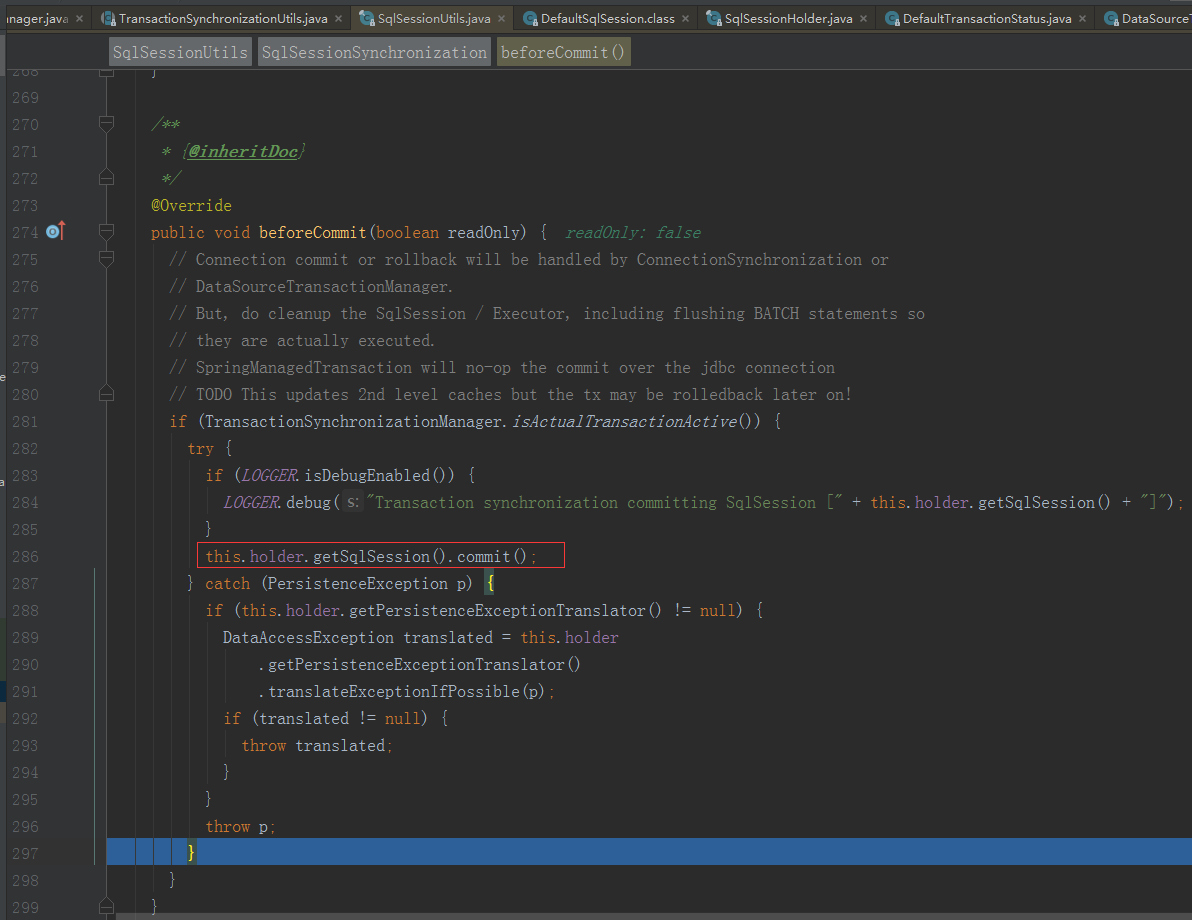 anager.java × TransactionSynchronizationUtils.java × SqlSessionUtils.java × DefaultSqlSession.class × SqlSessionHolder.java × DefaultTransactionStatus.java × DataSourceT
SqlSessionUtils SqlSessionSynchronization beforeCommit()
268 }
269
270 /**
271 * {@inheritDoc}
272 */
273 @Override
274 public void beforeCommit(boolean readOnly) { readOnly: false
275 // Connection commit or rollback will be handled by ConnectionSynchronization or
276 // DataSourceTransactionManager.
277 // But, do cleanup the SqlSession / Executor, including flushing BATCH statements so
278 // they are actually executed.
279 // SpringManagedTransaction will no-op the commit over the jdbc connection
280 // TODO This updates 2nd level caches but the tx may be rolledback later on!
281 if (TransactionSynchronizationManager.isActualTransactionActive()) {
282 try {
283 if (LOGGER.isDebugEnabled()) {
284 LOGGER.debug( s: "Transaction synchronization committing SqlSession [" + this.holder.getSqlSession() + "]");
285 }
286 this.holder.getSqlSession().commit();
287 } catch (PersistenceException p) {
288 if (this.holder.getPersistenceExceptionTranslator() != null) {
289 DataAccessException translated = this.holder
290 .getPersistenceExceptionTranslator()
291 .translateExceptionIfPossible(p);
292 if (translated != null) {
293 throw translated;
294 }
295 }
296 throw p;
297 }
298 }
299 }